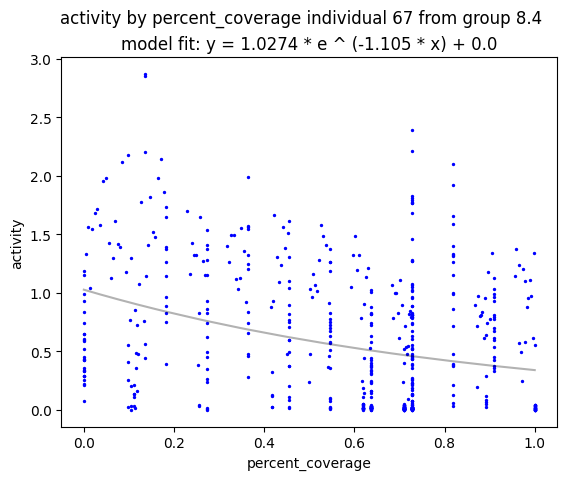 activity by percent_coverage individual 67 from group 8.4
model fit: y = 1.0274 * e ^ (-1.105 * x) + 0.0
3.0
2.5
2.0
1.5
1.0
0.5
0.0
activity
0.0 0.2 0.4 0.6 0.8 1.0
percent_coverage